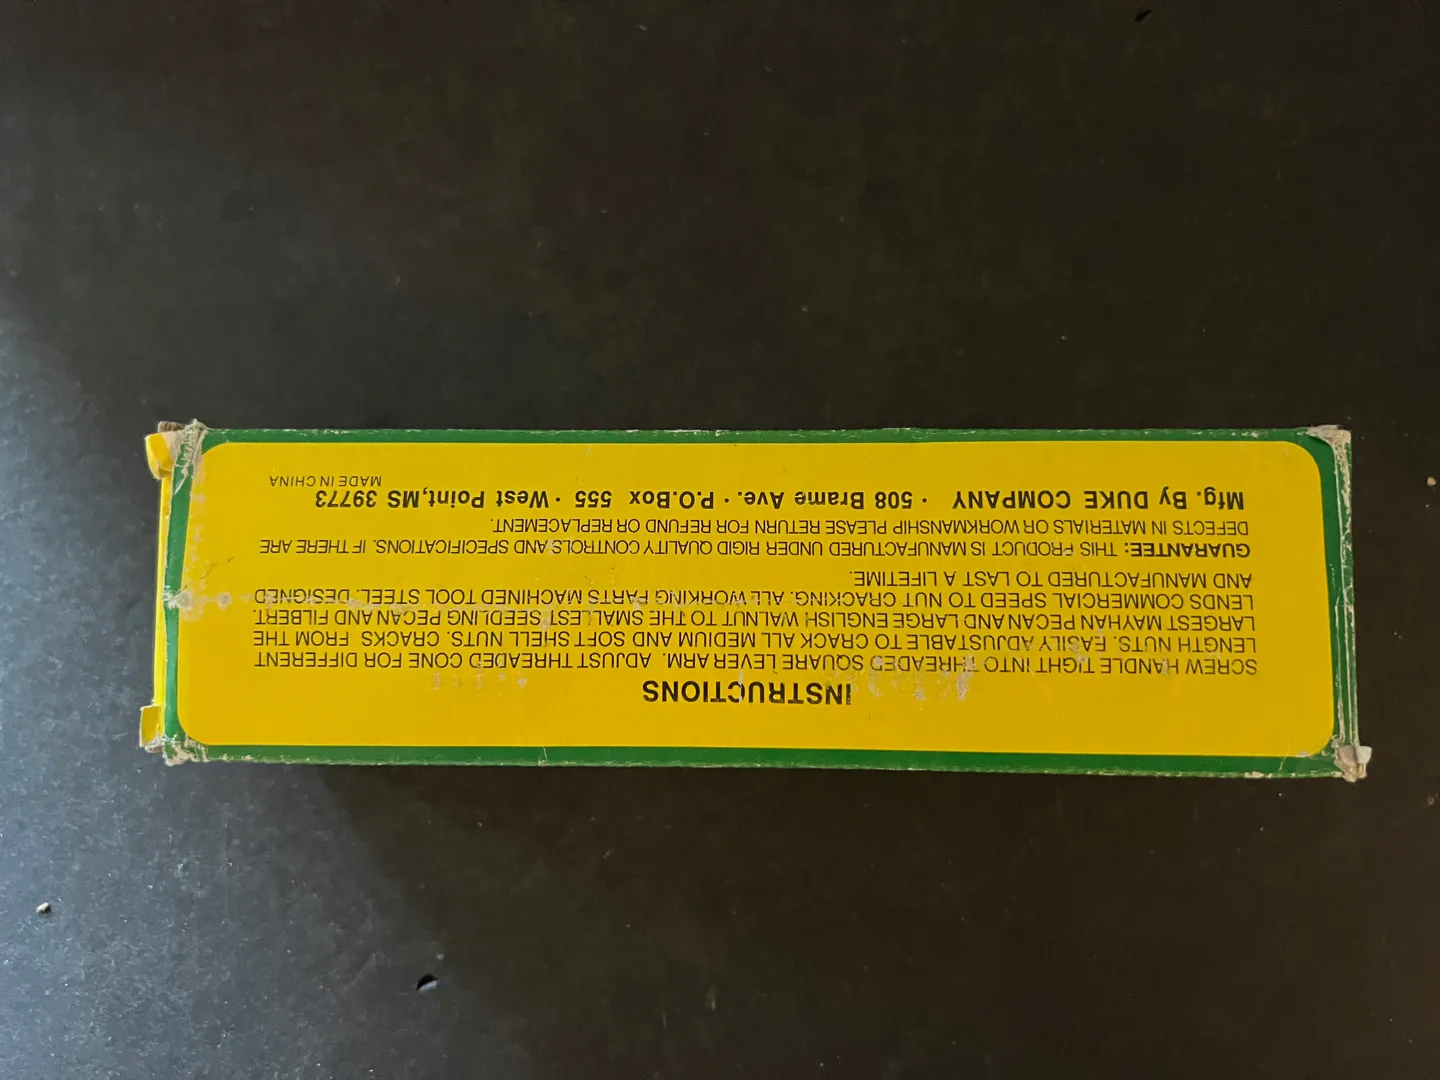 INSTRUCTIONS
SCREW HANDLE TIGHT INTO THREADED SQUARE LEVER ARM. ADJUST THREADED CONE FOR DIFFERENT
LENGTH NUTS. EASILY ADJUSTABLE TO CRACK ALL MEDIUM AND SOFT SHELL NUTS. CRACKS FROM THE
LARGEST MAYHAN PECAN AND LARGE ENGLISH WALNUT TO THE SMALLEST SEEDLING PECAN AND FILBERT.
LENDS COMMERCIAL SPEED TO NUT CRACKING. ALL WORKING PARTS MACHINED TOOL STEEL. DESIGNED
AND MANUFACTURED TO LAST A LIFETIME.
GUARANTEE: THIS PRODUCT IS MANUFACTURED UNDER RIGID QUALITY CONTROLS AND SPECIFICATIONS. IF THERE ARE
DEFECTS IN MATERIALS OR WORKMANSHIP PLEASE RETURN FOR REFUND OR REPLACEMENT.
Mfg. By DUKE COMPANY · 508 Brame Ave. · P.O.Box 555 · West Point,MS 39773
MADE IN CHINA